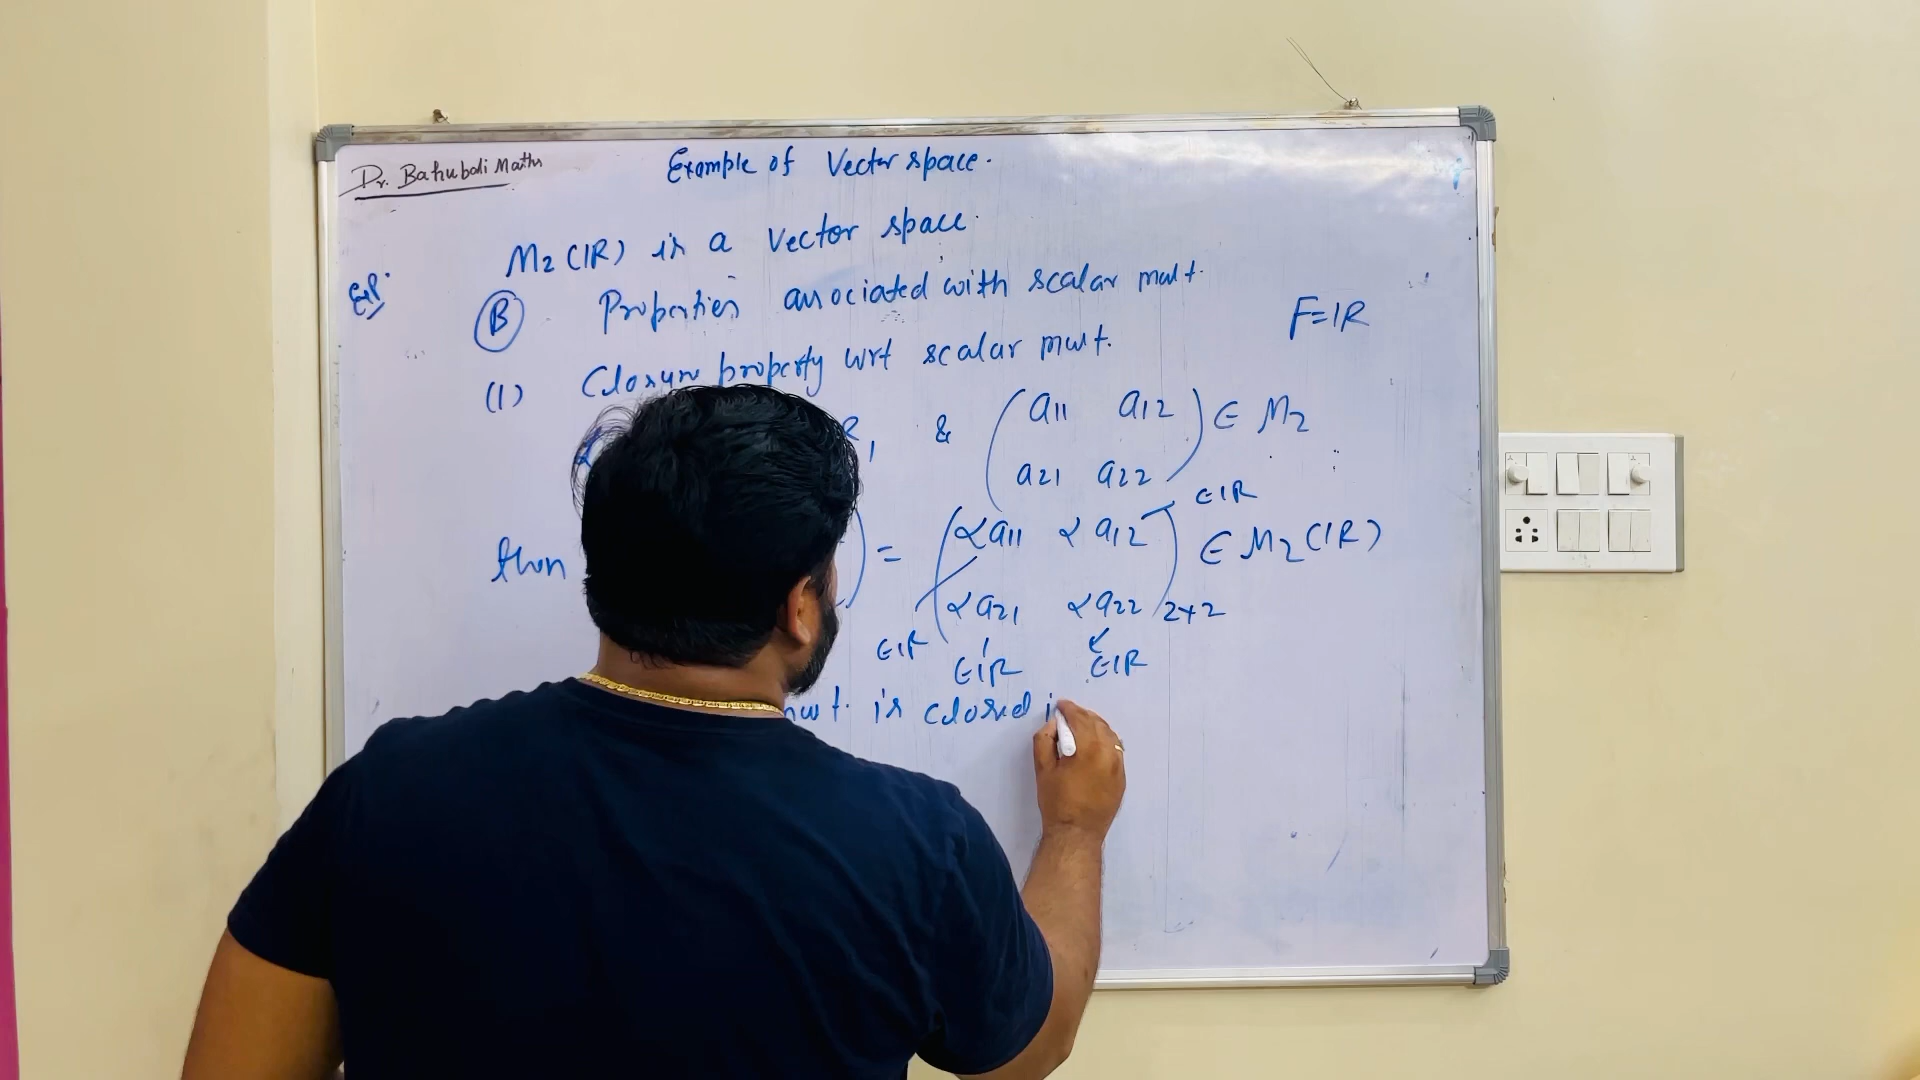 Dr. Bahubali Maths
Example of Vector space.
M2 (IR) is a Vector space.
Exp.
(B) Properties associated with scalar mult.
F=IR
(1) Closure property wrt scalar mult.
& (a11 a12
a21 a22) ∈ M2
∈IR
then = (αa11 αa12
αa21 αa22)2×2 ∈ M2(IR)
∈IR ∈IR ∈IR
mult. is closed i